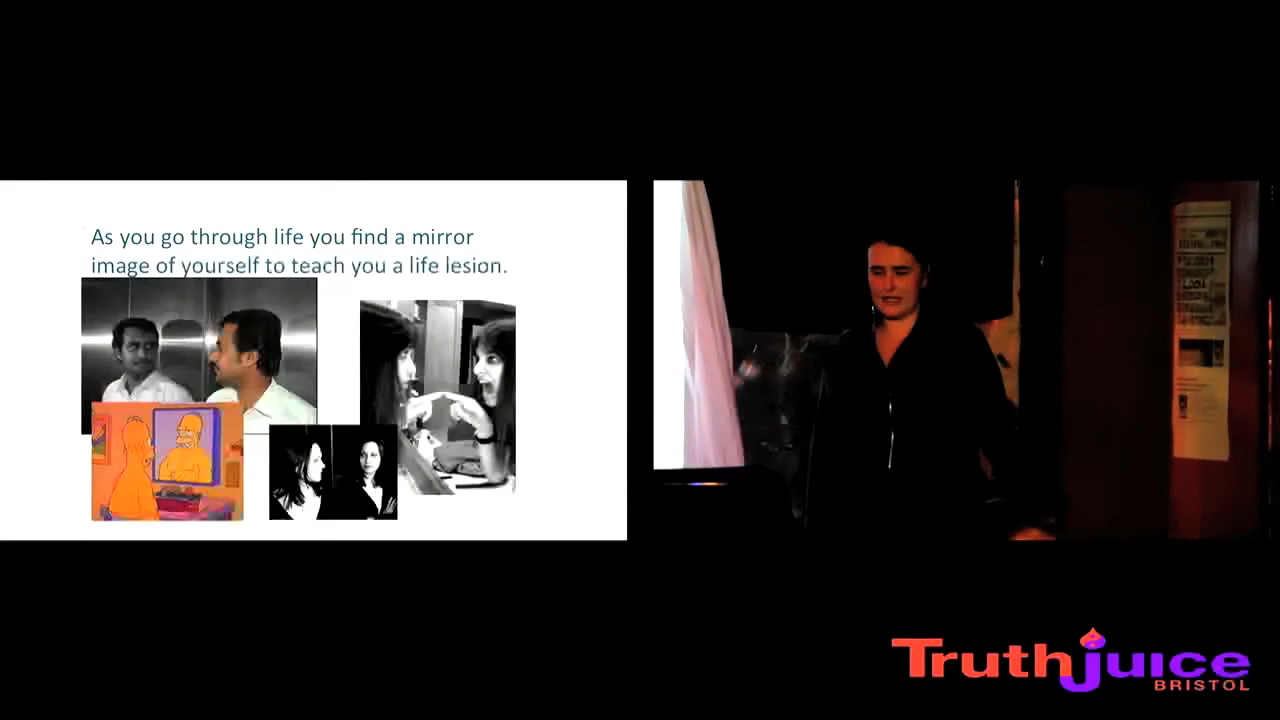 As you go through life you find a mirror
image of yourself to teach you a life lesion.
Truthjuice
BRISTOL